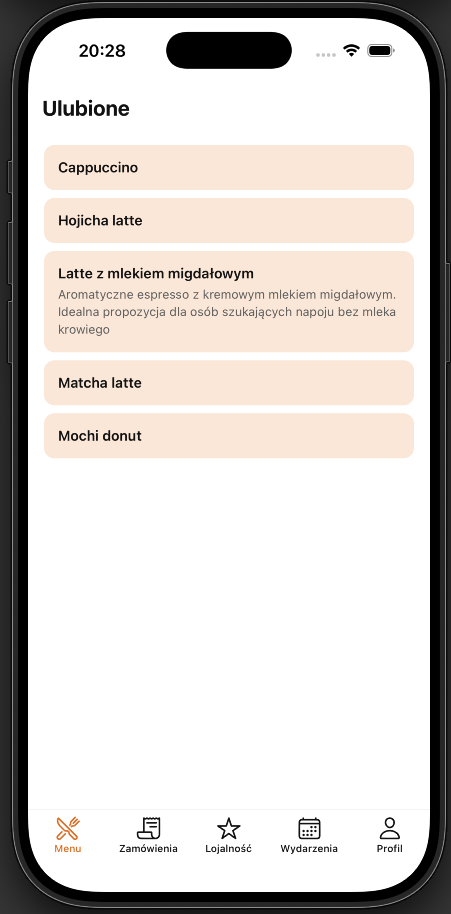 20:28
Ulubione
Cappuccino
Hojicha latte
Latte z mlekiem migdałowym
Aromatyczne espresso z kremowym mlekiem migdałowym.
Idealna propozycja dla osób szukających napoju bez mleka
krowiego
Matcha latte
Mochi donut
Menu
Zamówienia
Lojalność
Wydarzenia
Profil